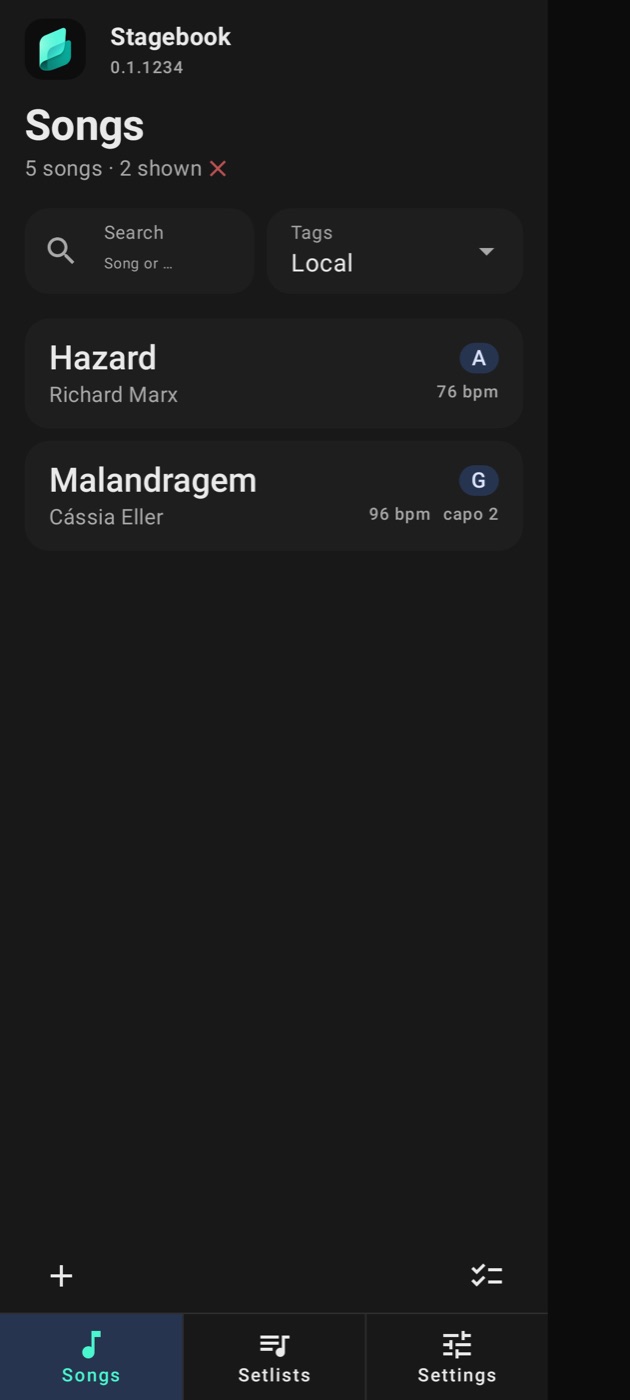 Stagebook
0.1.1234
Songs
5 songs · 2 shown
Search
Song or …
Tags
Local
Hazard
A
Richard Marx
76 bpm
Malandragem
G
Cássia Eller
96 bpm capo 2
Songs
Setlists
Settings